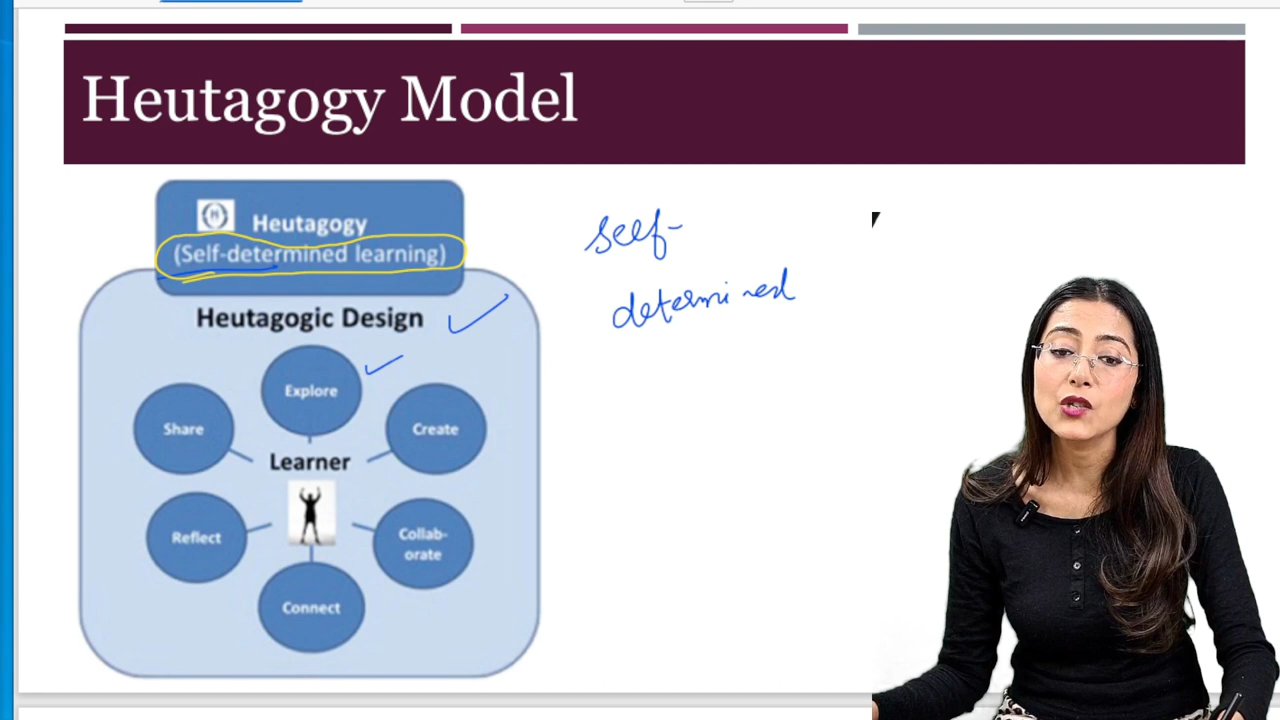 Heutagogy Model
Heutagogy
(Self-determined learning)
self-
determined
Heutagogic Design
Explore
Share
Create
Learner
Reflect
Collab-
orate
Connect